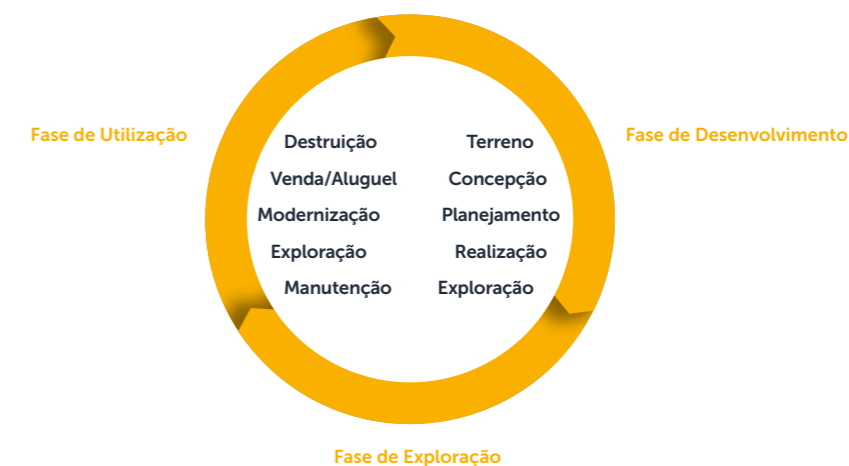 Fase de Utilização
Fase de Desenvolvimento
Destruição
Venda/Aluguel
Modernização
Exploração
Manutenção
Terreno
Concepção
Planejamento
Realização
Exploração
Fase de Exploração